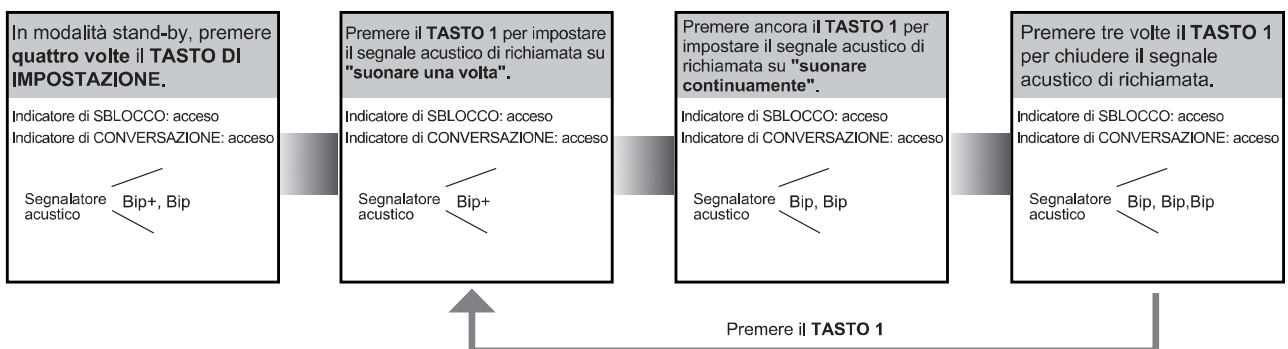 In modalità stand-by, premere
quattro volte il TASTO DI
IMPOSTAZIONE.
Indicatore di SBLOCCO: acceso
Indicatore di CONVERSAZIONE: acceso
Segnalatore
acustico
Bip+, Bip
Premere il TASTO 1 per impostare
il segnale acustico di richiamata su
"suonare una volta".
Indicatore di SBLOCCO: acceso
Indicatore di CONVERSAZIONE: acceso
Segnalatore
acustico
Bip+
Premere ancora il TASTO 1 per
impostare il segnale acustico di
richiamata su "suonare
continuamente".
Indicatore di SBLOCCO: acceso
Indicatore di CONVERSAZIONE: acceso
Segnalatore
acustico
Bip, Bip
Premere tre volte il TASTO 1
per chiudere il segnale
acustico di richiamata.
Indicatore di SBLOCCO: acceso
Indicatore di CONVERSAZIONE: acceso
Segnalatore
acustico
Bip, Bip,Bip
Premere il TASTO 1